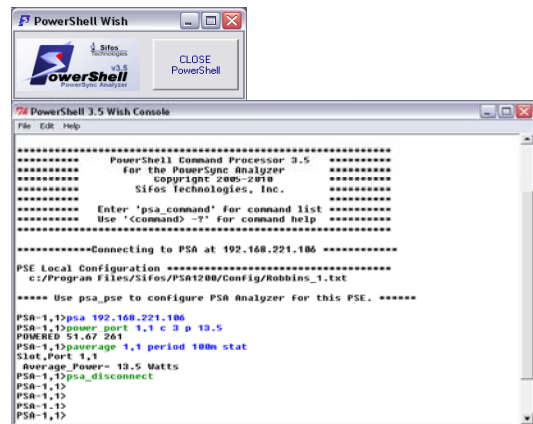 PowerShell Wish
Sifos
Technologies
v3.5
PowerShell
PowerSync Analyzer
CLOSE
PowerShell
PowerShell 3.5 Wish Console
File Edit Help
************************************************************
********** PowerShell Command Processor 3.5 **********
********** for the PowerSync Analyzer **********
********** Copyright 2005-2010 **********
********** Sifos Technologies, Inc. **********
********** **********
********** Enter 'psa_command' for command list **********
********** Use '<command> -?' for command help **********
************************************************************
************Connecting to PSA at 192.168.221.106 ************
PSE Local Configuration ************************************
c:/Program Files/Sifos/PSA1200/Config/Robbins_1.txt
***** Use psa_pse to configure PSA Analyzer for this PSE. ******
PSA-1,1>psa 192.168.221.106
PSA-1,1>power_port 1,1 c 3 p 13.5
POWERED 51.67 261
PSA-1,1>paverage 1,1 period 100m stat
Slot,Port 1,1
Average_Power- 13.5 Watts
PSA-1,1>psa_disconnect
PSA-1,1>
PSA-1,1>
PSA-1,1>
PSA-1,1>